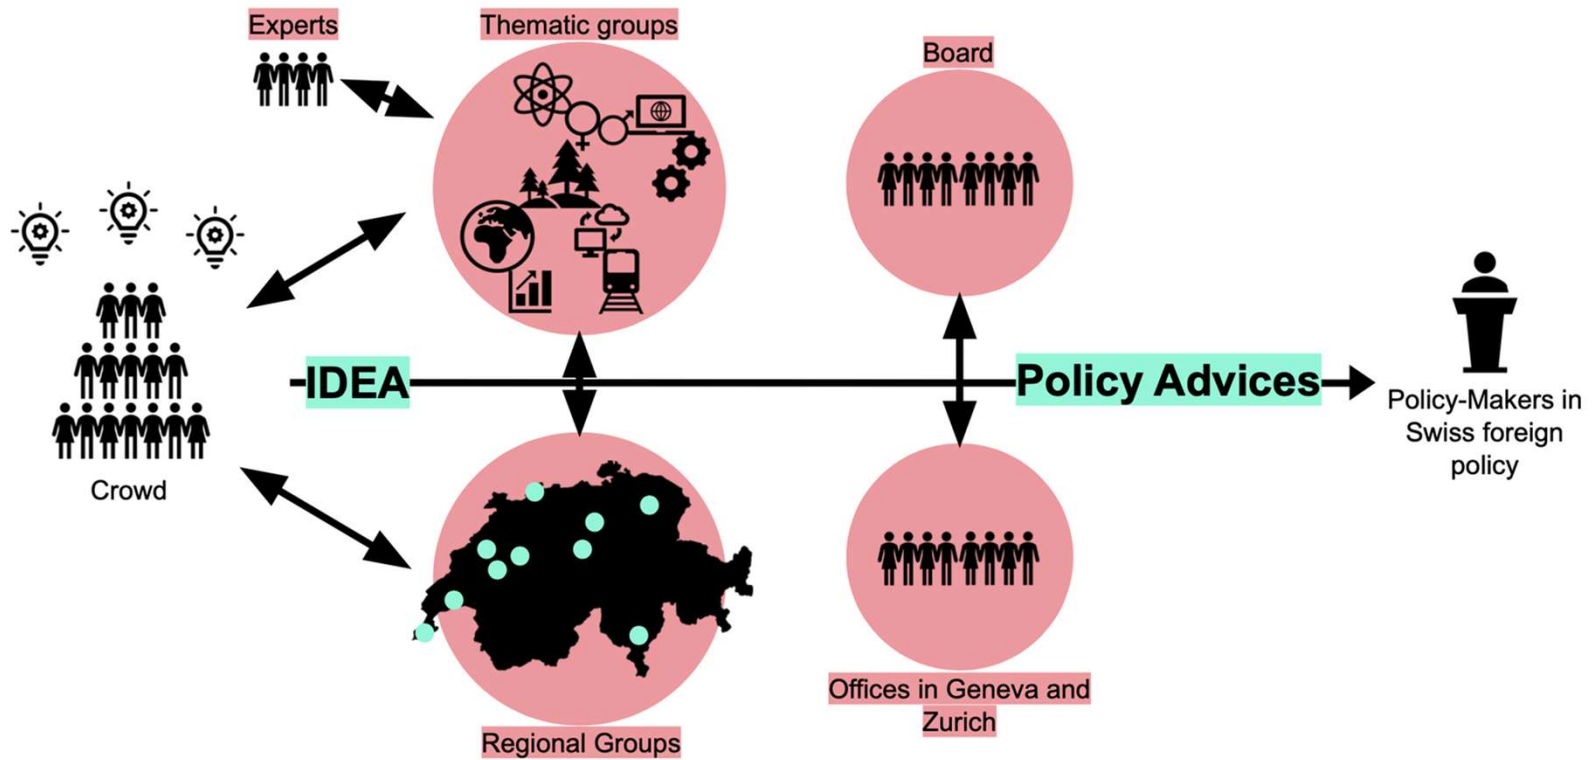 Experts
Thematic groups
Board
IDEA
Policy Advices
Policy-Makers in
Swiss foreign
policy
Crowd
Offices in Geneva and
Zurich
Regional Groups